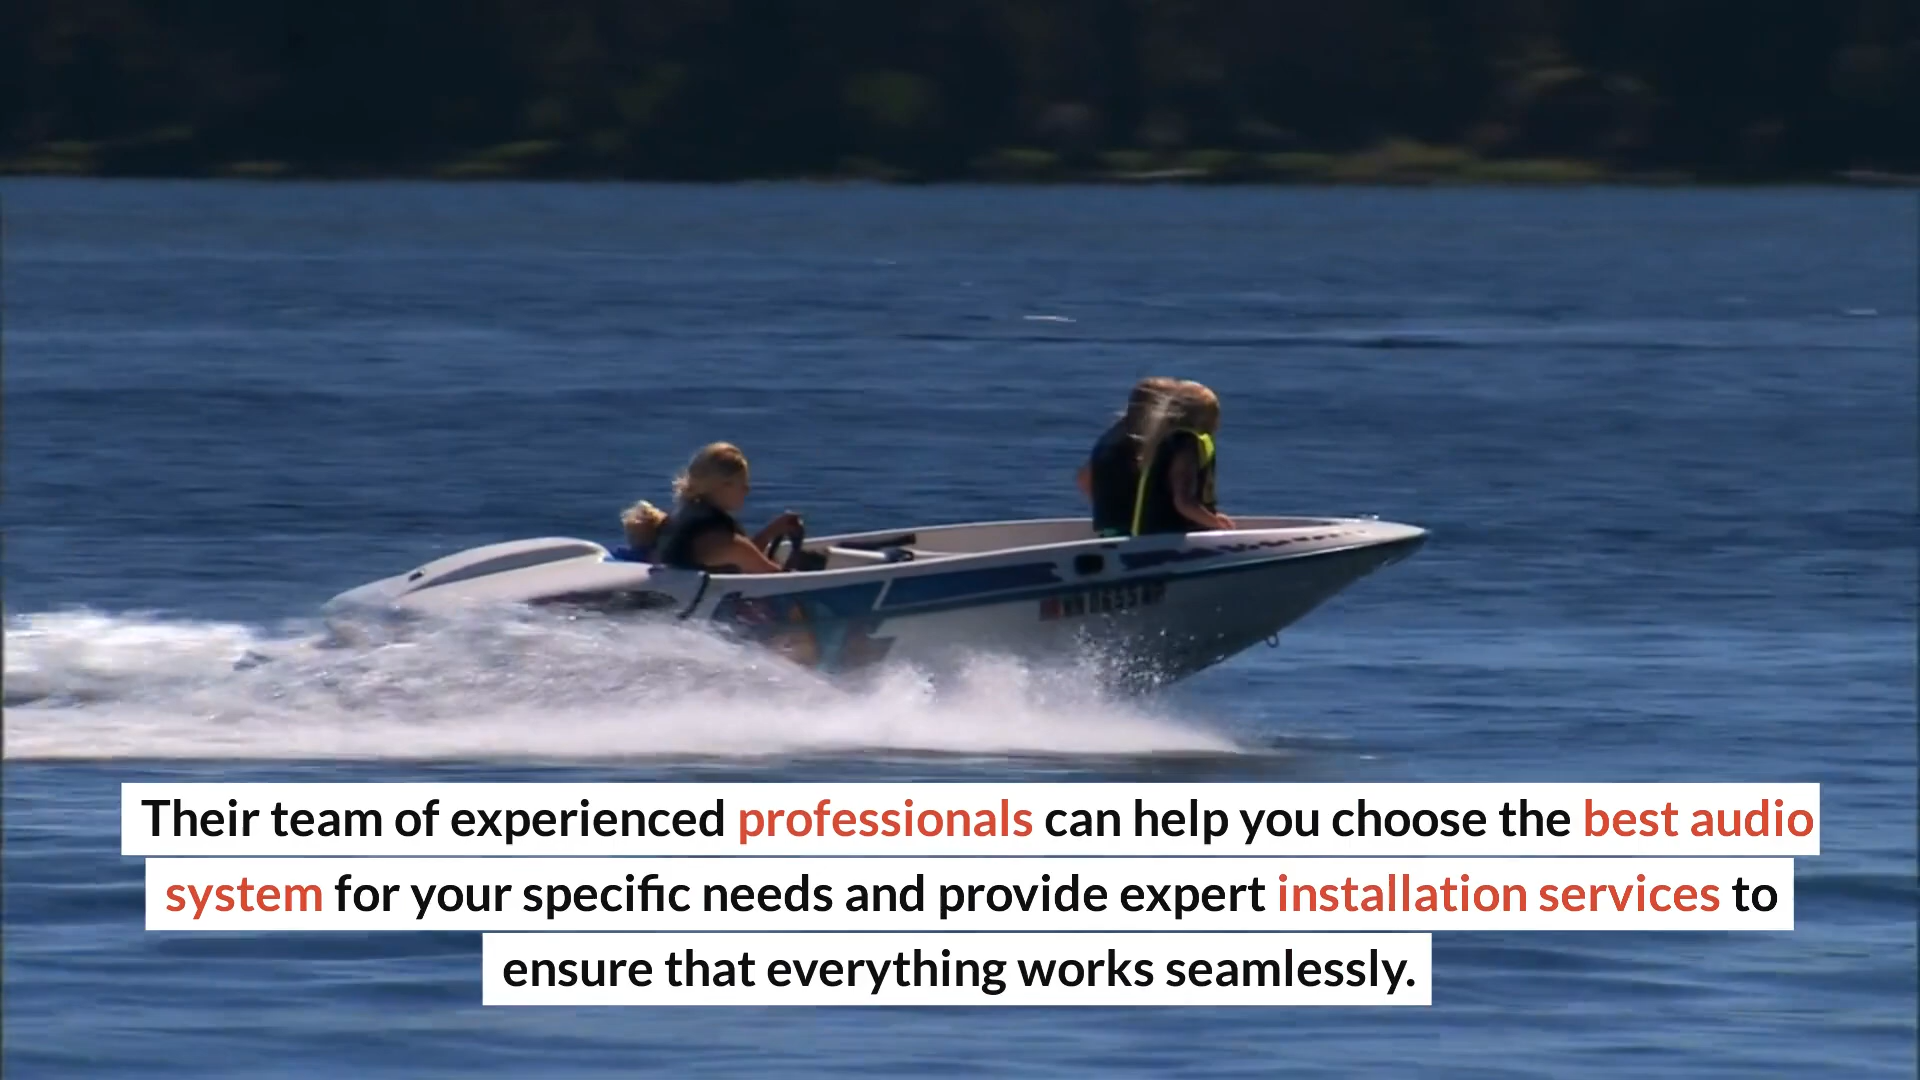 Their team of experienced professionals can help you choose the best audio
system for your specific needs and provide expert installation services to
ensure that everything works seamlessly.